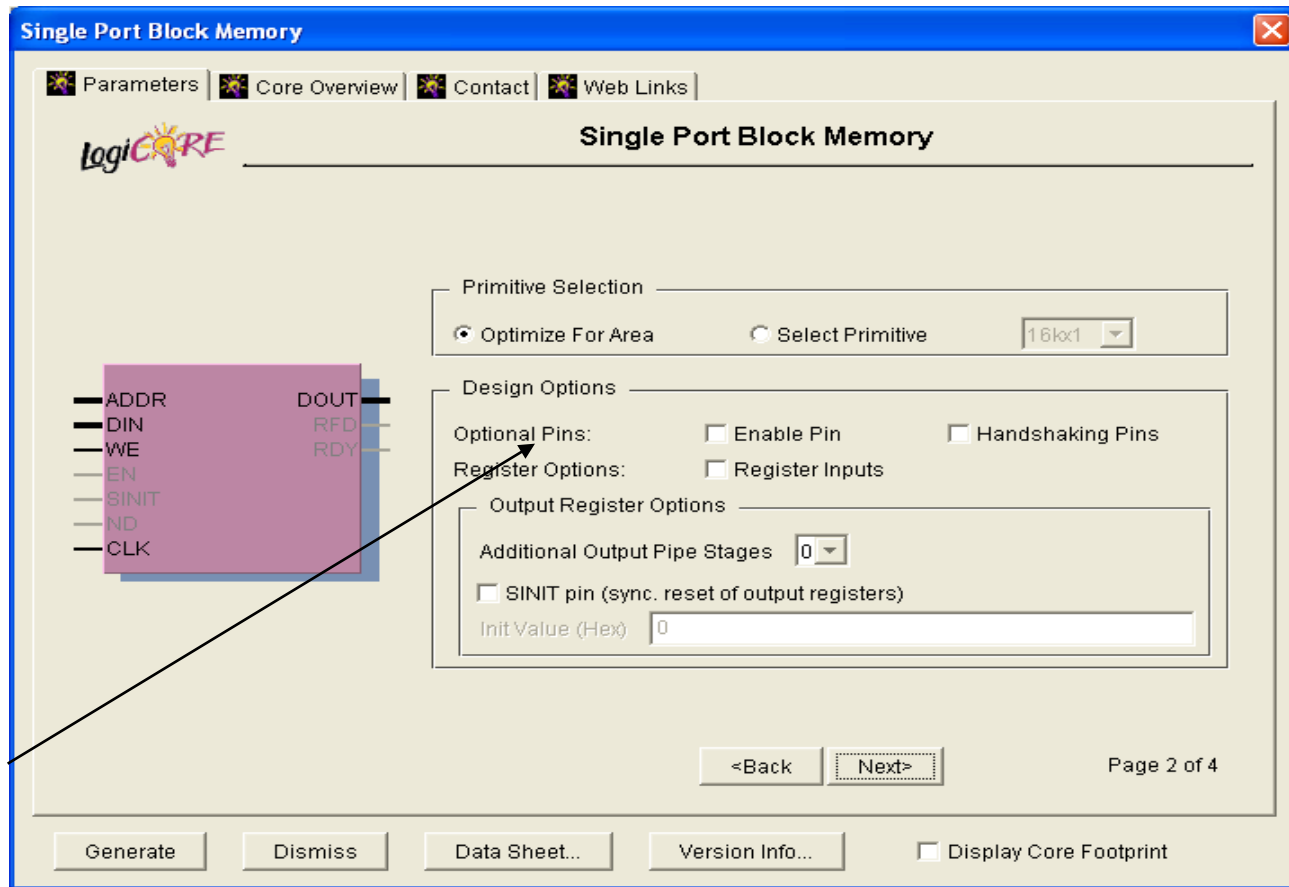 Single Port Block Memory
Parameters Core Overview Contact Web Links
LogiCORE
Single Port Block Memory
Primitive Selection
Optimize For Area Select Primitive 16kx1
ADDR DOUT
DIN RFD
WE RDY
EN
SINIT
ND
CLK
Design Options
Optional Pins: Enable Pin Handshaking Pins
Register Options: Register Inputs
Output Register Options
Additional Output Pipe Stages 0
SINIT pin (sync. reset of output registers)
Init Value (Hex) 0
<Back Next> Page 2 of 4
Generate Dismiss Data Sheet... Version Info... Display Core Footprint